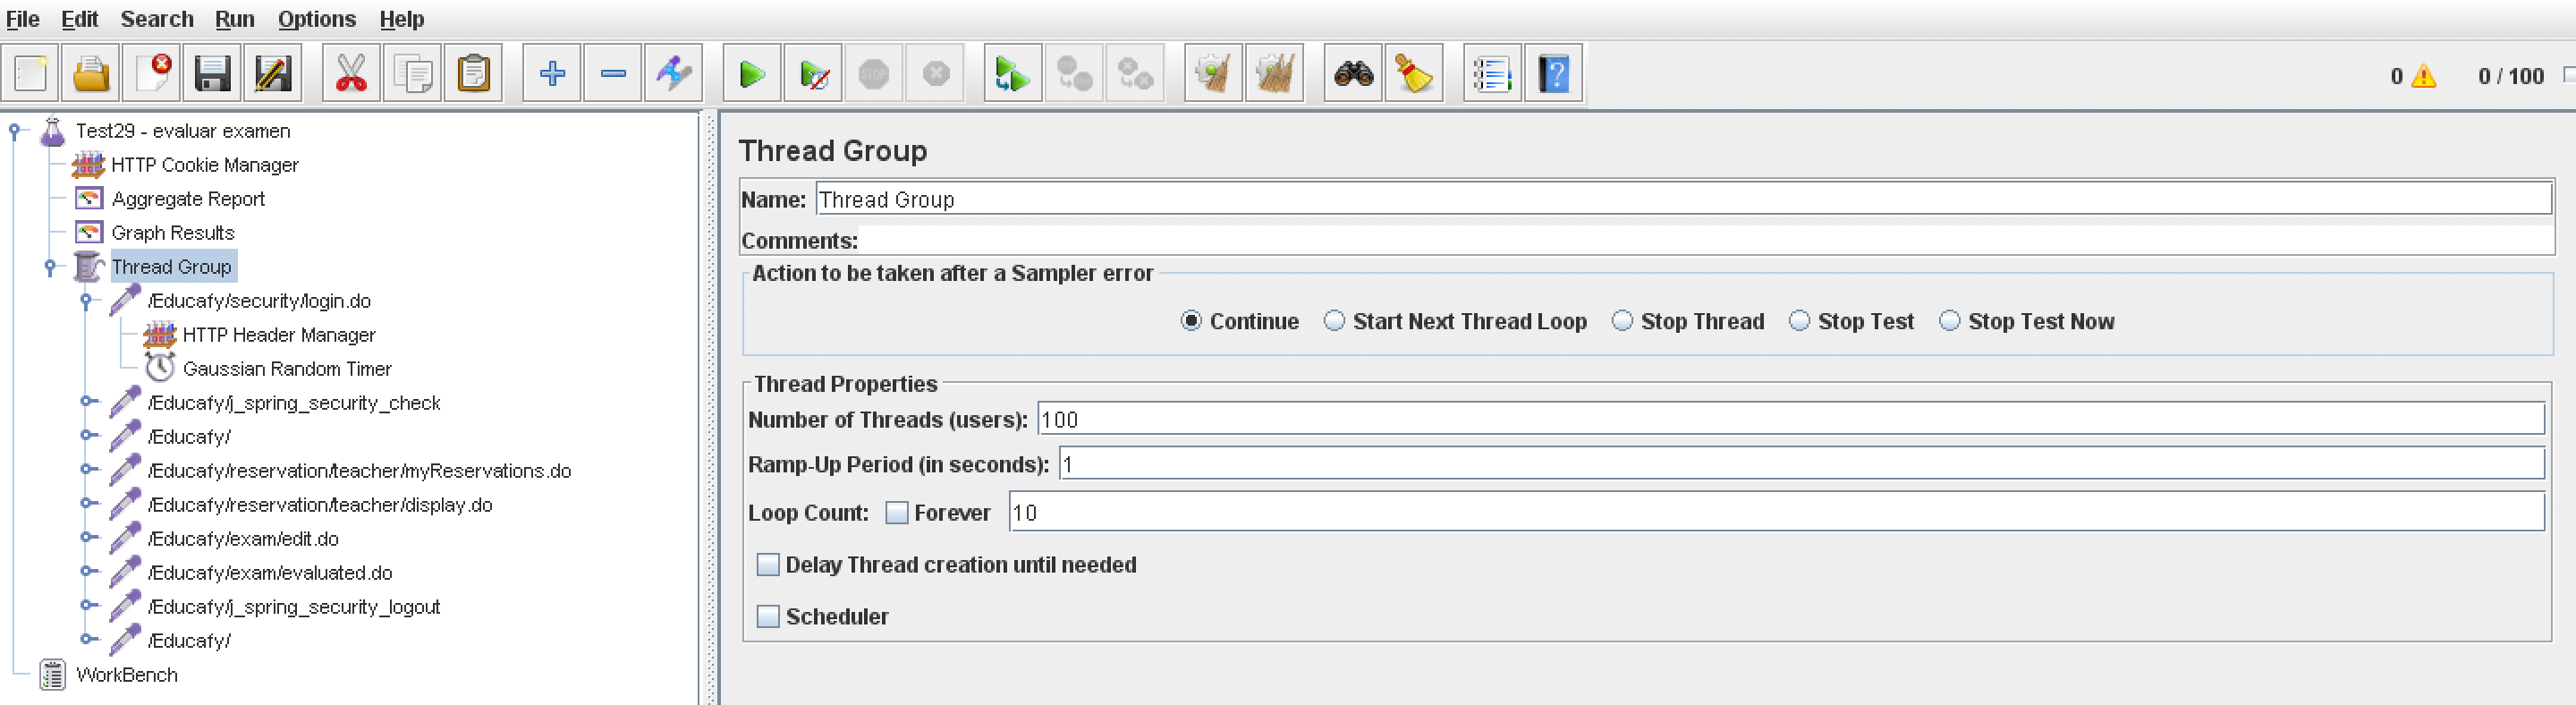 File Edit Search Run Options Help
STOP
0 0 / 100
Test29 - evaluar examen
HTTP Cookie Manager
Aggregate Report
Graph Results
Thread Group
/Educafy/security/login.do
HTTP Header Manager
Gaussian Random Timer
/Educafy/j_spring_security_check
/Educafy/
/Educafy/reservation/teacher/myReservations.do
/Educafy/reservation/teacher/display.do
/Educafy/exam/edit.do
/Educafy/exam/evaluated.do
/Educafy/j_spring_security_logout
/Educafy/
WorkBench
Thread Group
Name: Thread Group
Comments:
Action to be taken after a Sampler error
Continue Start Next Thread Loop Stop Thread Stop Test Stop Test Now
Thread Properties
Number of Threads (users): 100
Ramp-Up Period (in seconds): 1
Loop Count: Forever 10
Delay Thread creation until needed
Scheduler